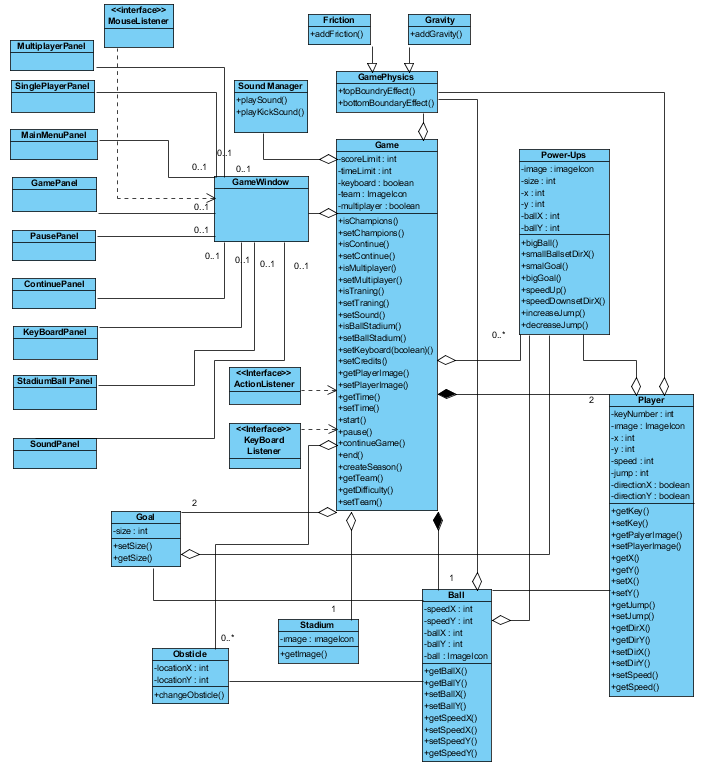 <<interface>>
MouseListener
Friction
+addFriction()
Gravity
+addGravity()
MultiplayerPanel
SinglePlayerPanel
MainMenuPanel
GamePanel
PausePanel
ContinuePanel
KeyBoardPanel
StadiumBall Panel
SoundPanel
Sound Manager
+playSound()
+playKickSound()
GamePhysics
+topBoundryEffect()
+bottomBoundaryEffect()
GameWindow
0..1
0..1
0..1
0..1
0..1
0..1
0..1
0..1
0..1
Game
-scoreLimit : int
-timeLimit : int
-keyboard : boolean
-team : ImageIcon
-multiplayer : boolean
+isChampions()
+setChampions()
+isContinue()
+setContinue()
+isMultiplayer()
+setMultiplayer()
+isTraning()
+setTraning()
+setSound()
+isBallStadium()
+setBallStadium()
+setKeyboard(boolean)()
+setCredits()
+getPlayerImage()
+setPlayerImage()
+getTime()
+setTime()
+start()
+pause()
+continueGame()
+end()
+createSeason()
+getTeam()
+getDifficulty()
+setTeam()
Power-Ups
-image : imageIcon
-size : int
-x : int
-y : int
-ballX : int
-ballY : int
+bigBall()
+smallBallsetDirX()
+smalGoal()
+bigGoal()
+speedUp()
+speedDownsetDirX()
+increaseJump()
+decreaseJump()
0..*
<<Interface>>
ActionListener
<<Interface>>
KeyBoard
Listener
2
Player
-keyNumber : int
-image : ImageIcon
-x : int
-y : int
-speed : int
-jump : int
-directionX : boolean
-directionY : boolean
+getKey()
+setKey()
+getPalyerImage()
+setPlayerImage()
+getX()
+getY()
+setX()
+setY()
+getJump()
+setJump()
+getDirX()
+getDirY()
+setDirX()
+setDirY()
+setSpeed()
+getSpeed()
2
Goal
-size : int
+setSize()
+getSize()
1
Stadium
-image : imageIcon
+getImage()
0..*
Obsticle
-locationX : int
-locationY : int
+changeObsticle()
1
Ball
-speedX : int
-speedY : int
-ballX : int
-ballY : int
-ball : ImageIcon
+getBallX()
+getBallY()
+setBallX()
+setBallY()
+getSpeedX()
+setSpeedX()
+setSpeedY()
+getSpeedY()